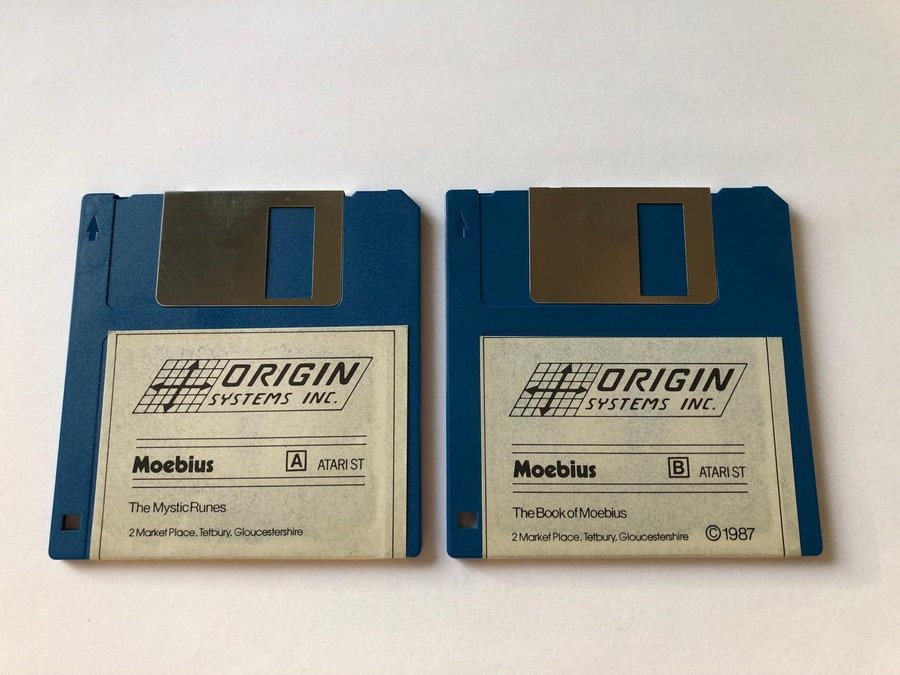 ORIGIN
SYSTEMS INC.
Moebius A ATARI ST
The Mystic Runes
2 Market Place, Tetbury, Gloucestershire
ORIGIN
SYSTEMS INC.
Moebius B ATARI ST
The Book of Moebius
2 Market Place, Tetbury, Gloucestershire ©1987